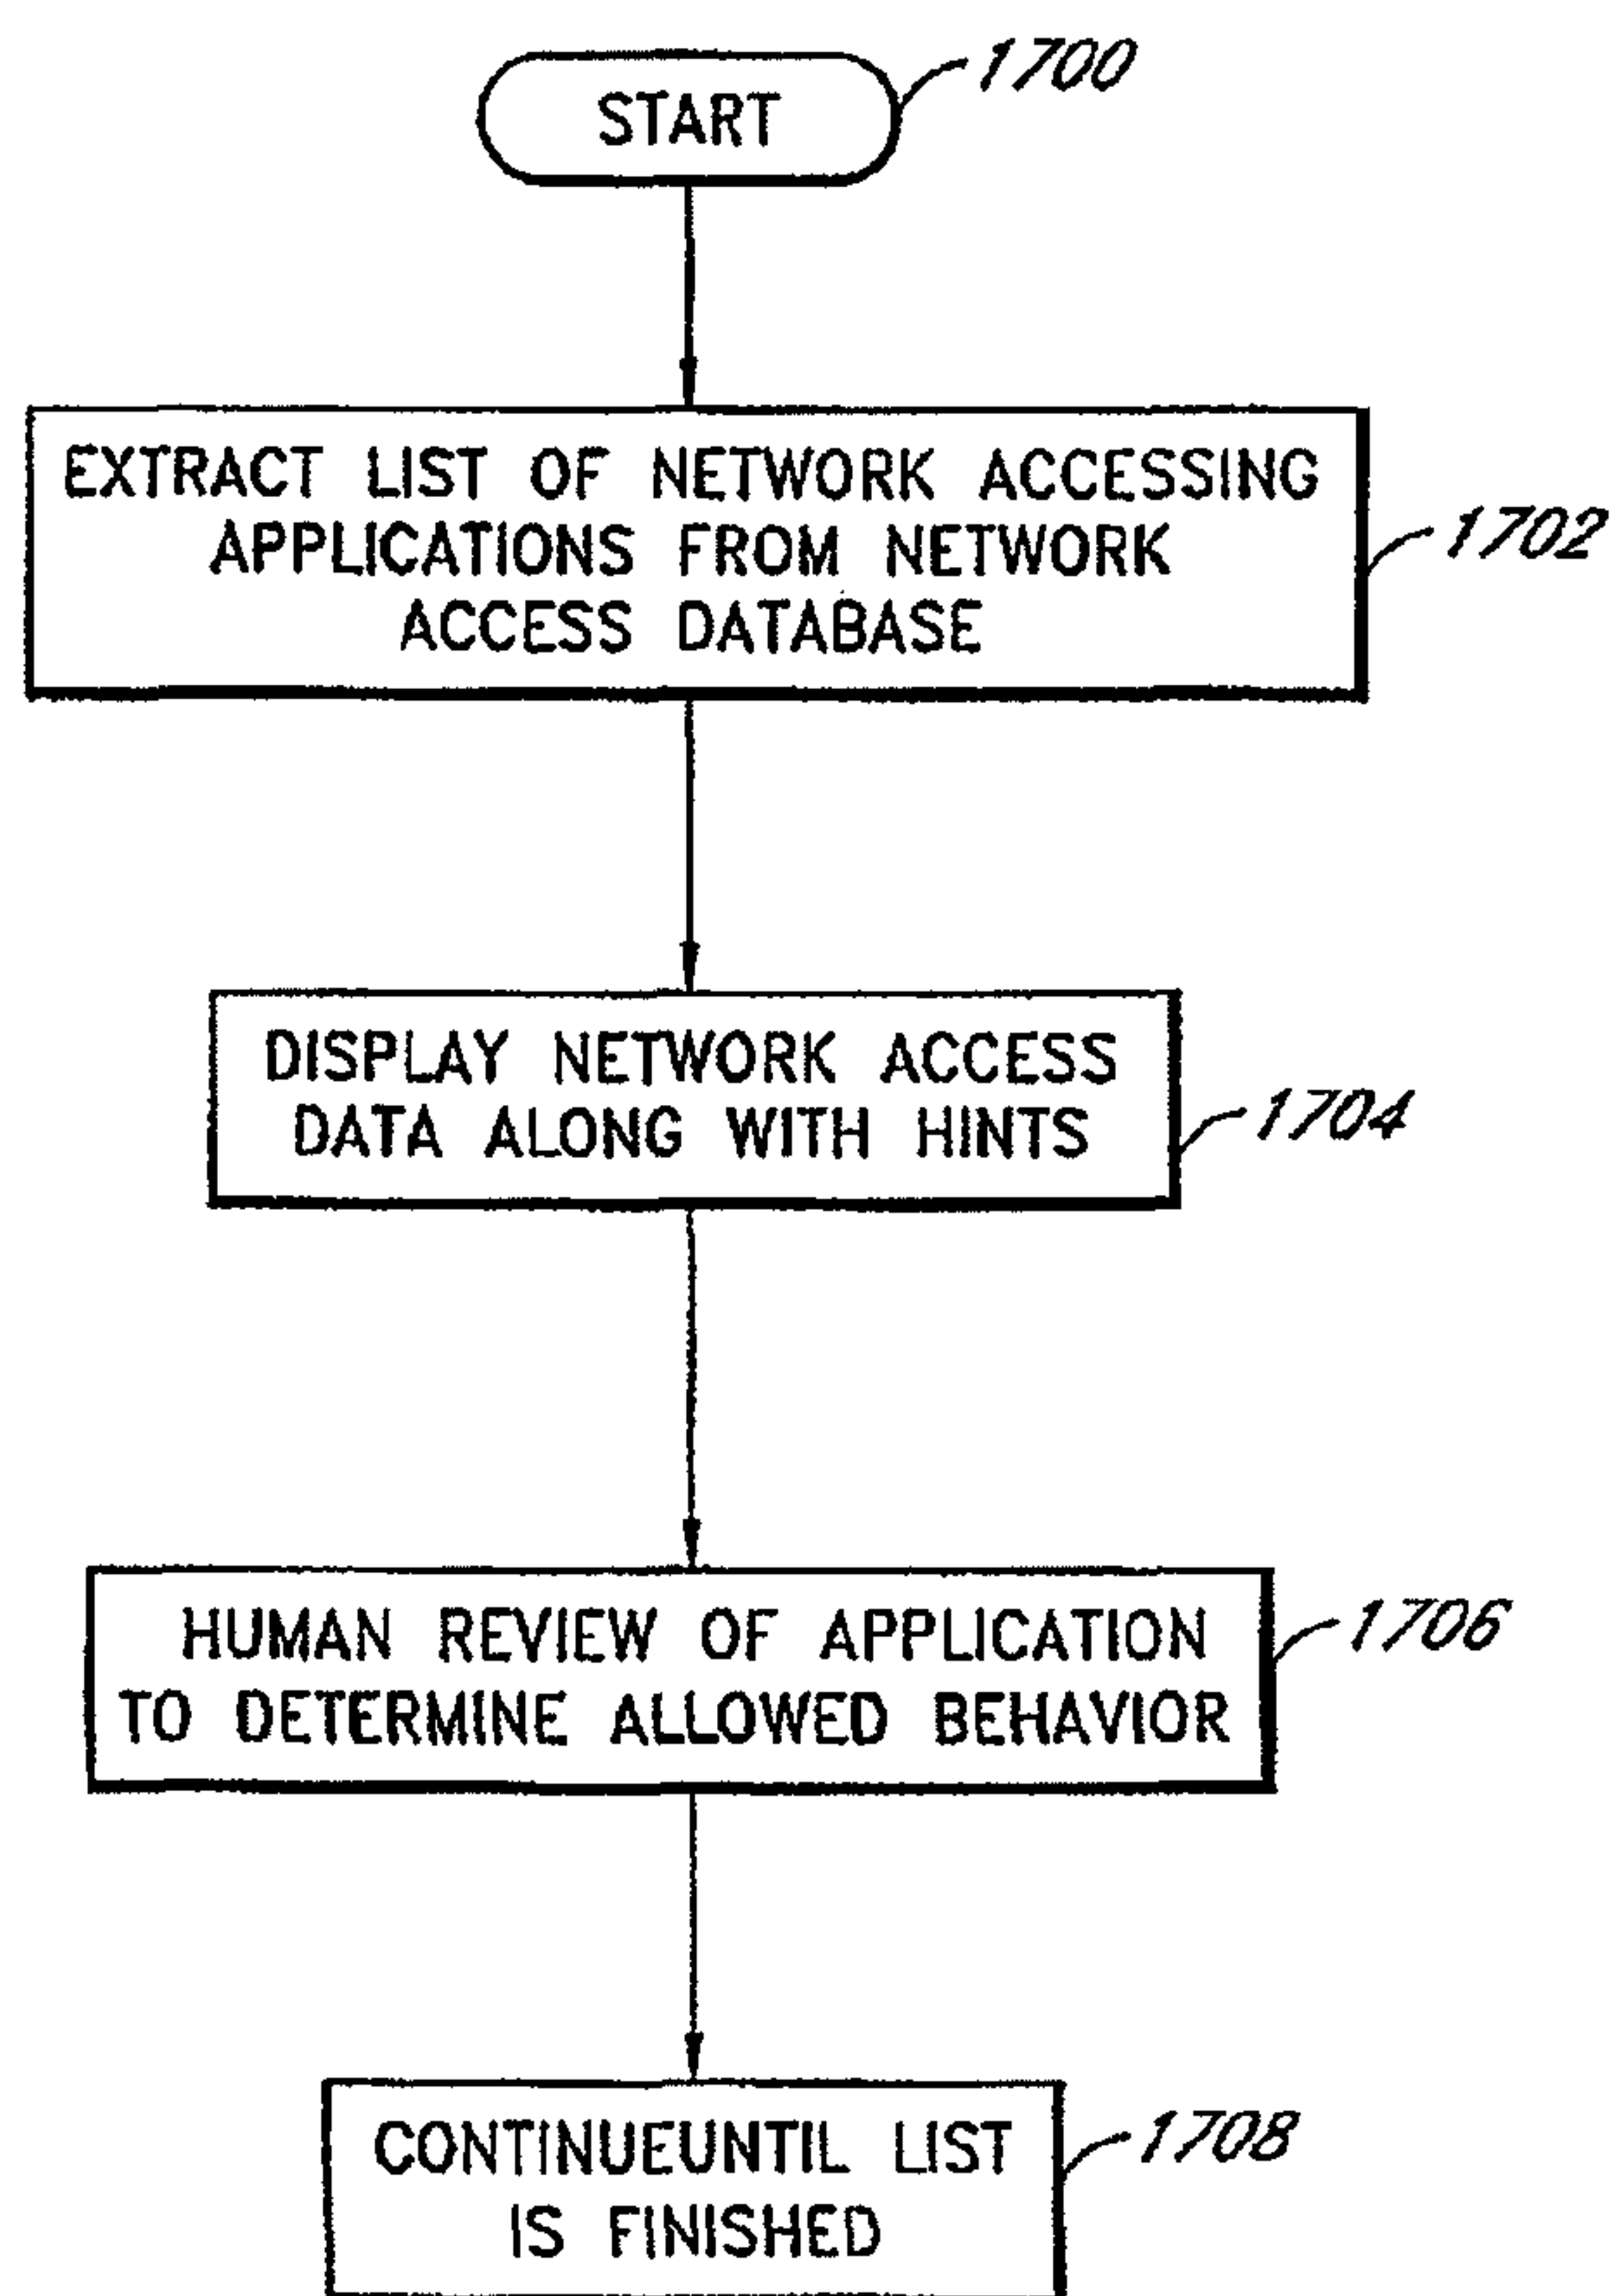 START
1700
EXTRACT LIST OF NETWORK ACCESSING
APPLICATIONS FROM NETWORK
ACCESS DATABASE
1702
DISPLAY NETWORK ACCESS
DATA ALONG WITH HINTS
1704
HUMAN REVIEW OF APPLICATION
TO DETERMINE ALLOWED BEHAVIOR
1706
CONTINUEUNTIL LIST
IS FINISHED
1708